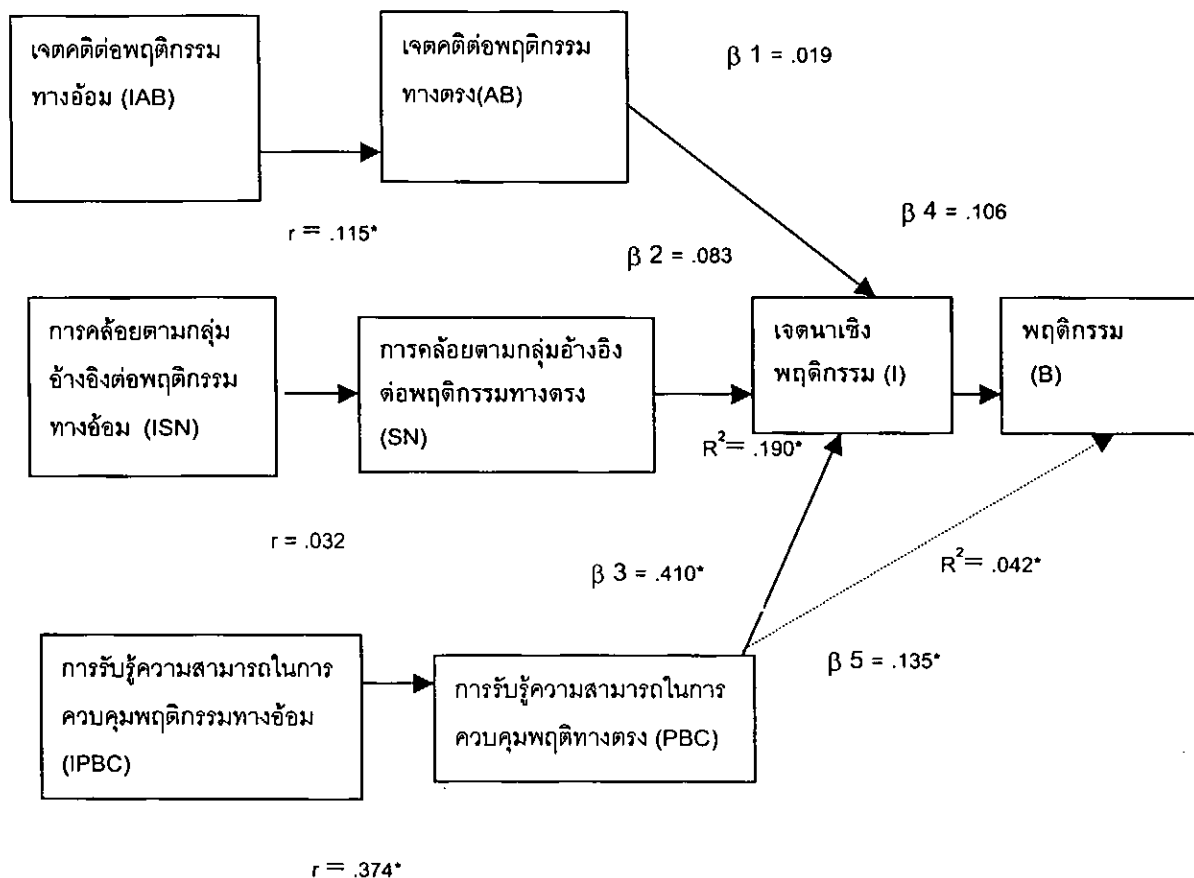 เจตคติต่อพฤติกรรม
ทางอ้อม (IAB)
เจตคติต่อพฤติกรรม
ทางตรง(AB)
β 1 = .019
r = .115*
β 4 = .106
β 2 = .083
การคล้อยตามกลุ่ม
อ้างอิงต่อพฤติกรรม
ทางอ้อม (ISN)
การคล้อยตามกลุ่มอ้างอิง
ต่อพฤติกรรมทางตรง
(SN)
เจตนาเชิง
พฤติกรรม (I)
พฤติกรรม
(B)
R²= .190*
r = .032
β 3 = .410*
R²= .042*
การรับรู้ความสามารถในการ
ควบคุมพฤติกรรมทางอ้อม
(IPBC)
การรับรู้ความสามารถในการ
ควบคุมพฤติทางตรง (PBC)
β 5 = .135*
r = .374*